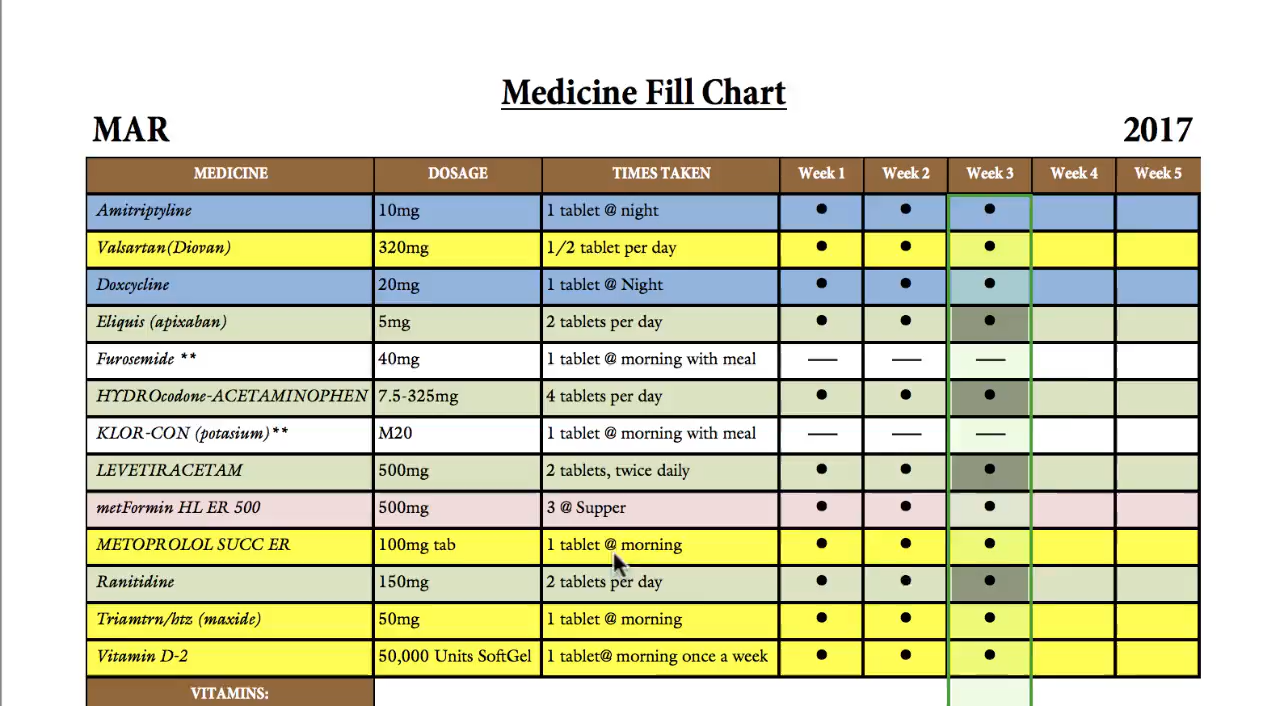 Medicine Fill Chart
MAR 2017
MEDICINE DOSAGE TIMES TAKEN Week 1 Week 2 Week 3 Week 4 Week 5
Amitriptyline 10mg 1 tablet @ night ● ● ●
Valsartan(Diovan) 320mg 1/2 tablet per day ● ● ●
Doxcycline 20mg 1 tablet @ Night ● ● ●
Eliquis (apixaban) 5mg 2 tablets per day ● ● ●
Furosemide ** 40mg 1 tablet @ morning with meal — — —
HYDROcodone-ACETAMINOPHEN 7.5-325mg 4 tablets per day ● ● ●
KLOR-CON (potasium)** M20 1 tablet @ morning with meal — — —
LEVETIRACETAM 500mg 2 tablets, twice daily ● ● ●
metFormin HL ER 500 500mg 3 @ Supper ● ● ●
METOPROLOL SUCC ER 100mg tab 1 tablet @ morning ● ● ●
Ranitidine 150mg 2 tablets per day ● ● ●
Triamtrn/htz (maxide) 50mg 1 tablet @ morning ● ● ●
Vitamin D-2 50,000 Units SoftGel 1 tablet@ morning once a week ● ● ●
VITAMINS: